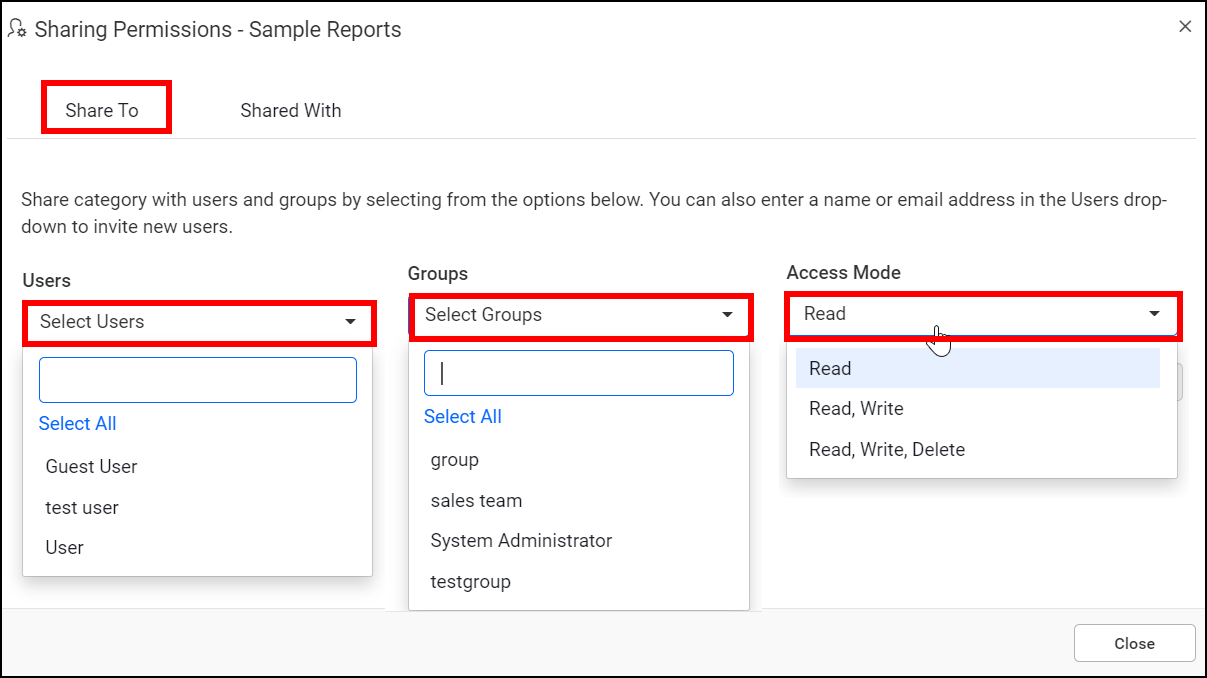 Sharing Permissions - Sample Reports
Share To
Shared With
Share category with users and groups by selecting from the options below. You can also enter a name or email address in the Users drop-
down to invite new users.
Users
Select Users
Select All
Guest User
test user
User
Groups
Select Groups
Select All
group
sales team
System Administrator
testgroup
Access Mode
Read
Read
Read, Write
Read, Write, Delete
Close